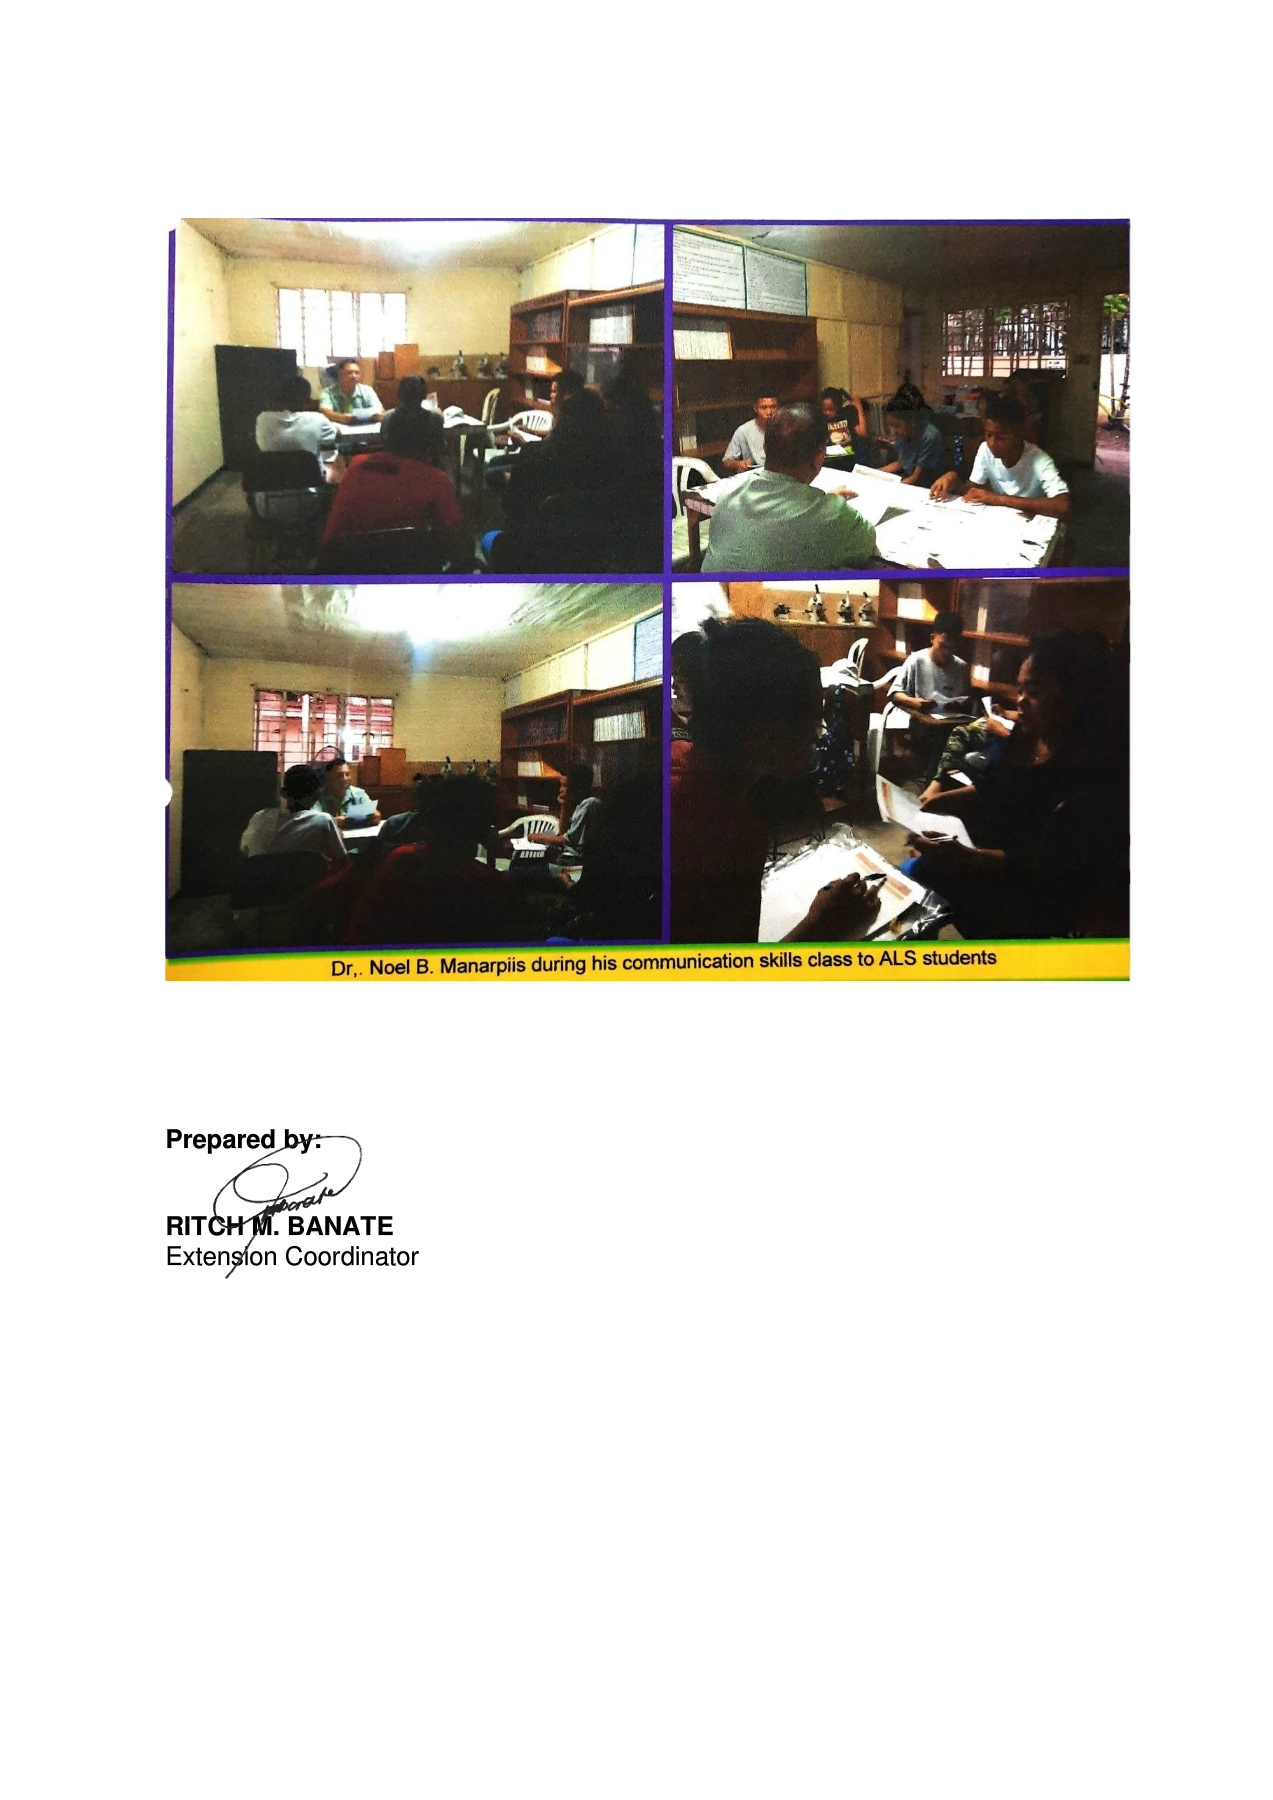 Dr,. Noel B. Manarpiis during his communication skills class to ALS students
Prepared by:
RITCH M. BANATE
Extension Coordinator